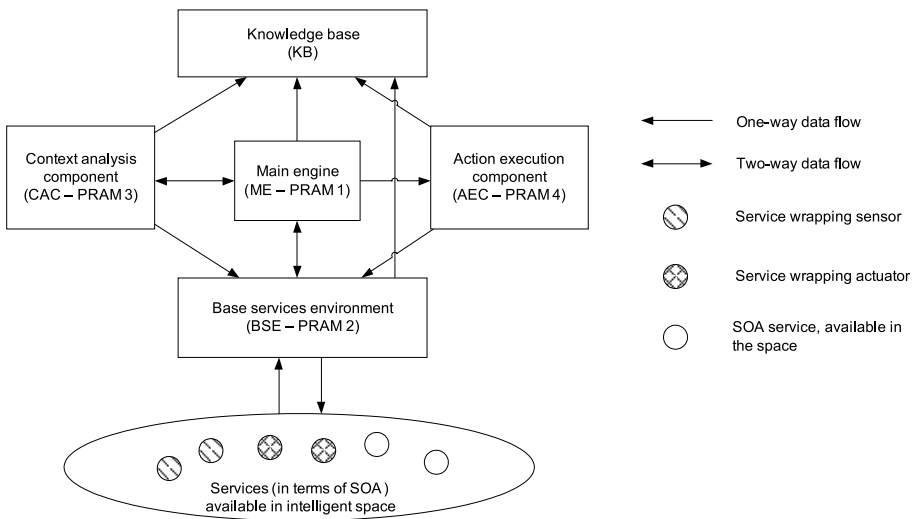 Knowledge base
(KB)
Context analysis
component
(CAC – PRAM 3)
Main engine
(ME – PRAM 1)
Action execution
component
(AEC – PRAM 4)
Base services environment
(BSE – PRAM 2)
Services (in terms of SOA)
available in intelligent space
One-way data flow
Two-way data flow
Service wrapping sensor
Service wrapping actuator
SOA service, available in
the space